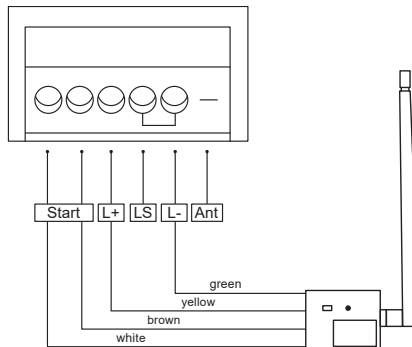 Start L+ LS L- Ant
green
yellow
brown
white